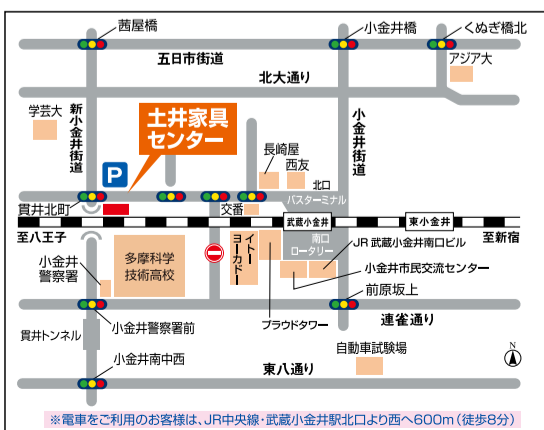 茜屋橋
小金井橋
くぬぎ橋北
五日市街道
アジア大
北大通り
学芸大
新小金井街道
土井家具
センター
小金井街道
長崎屋
西友
P
北口
バスターミナル
貫井北町
交番
武蔵小金井
東小金井
至八王子
至新宿
南口
ロータリー
JR武蔵小金井南口ビル
イトー
ヨーカドー
多摩科学
技術高校
小金井
警察署
小金井市民交流センター
前原坂上
プラウドタワー
小金井警察署前
連雀通り
貫井トンネル
自動車試験場
小金井南中西
東八通り
N
※電車をご利用のお客様は、JR中央線・武蔵小金井駅北口より西へ600m(徒歩8分)